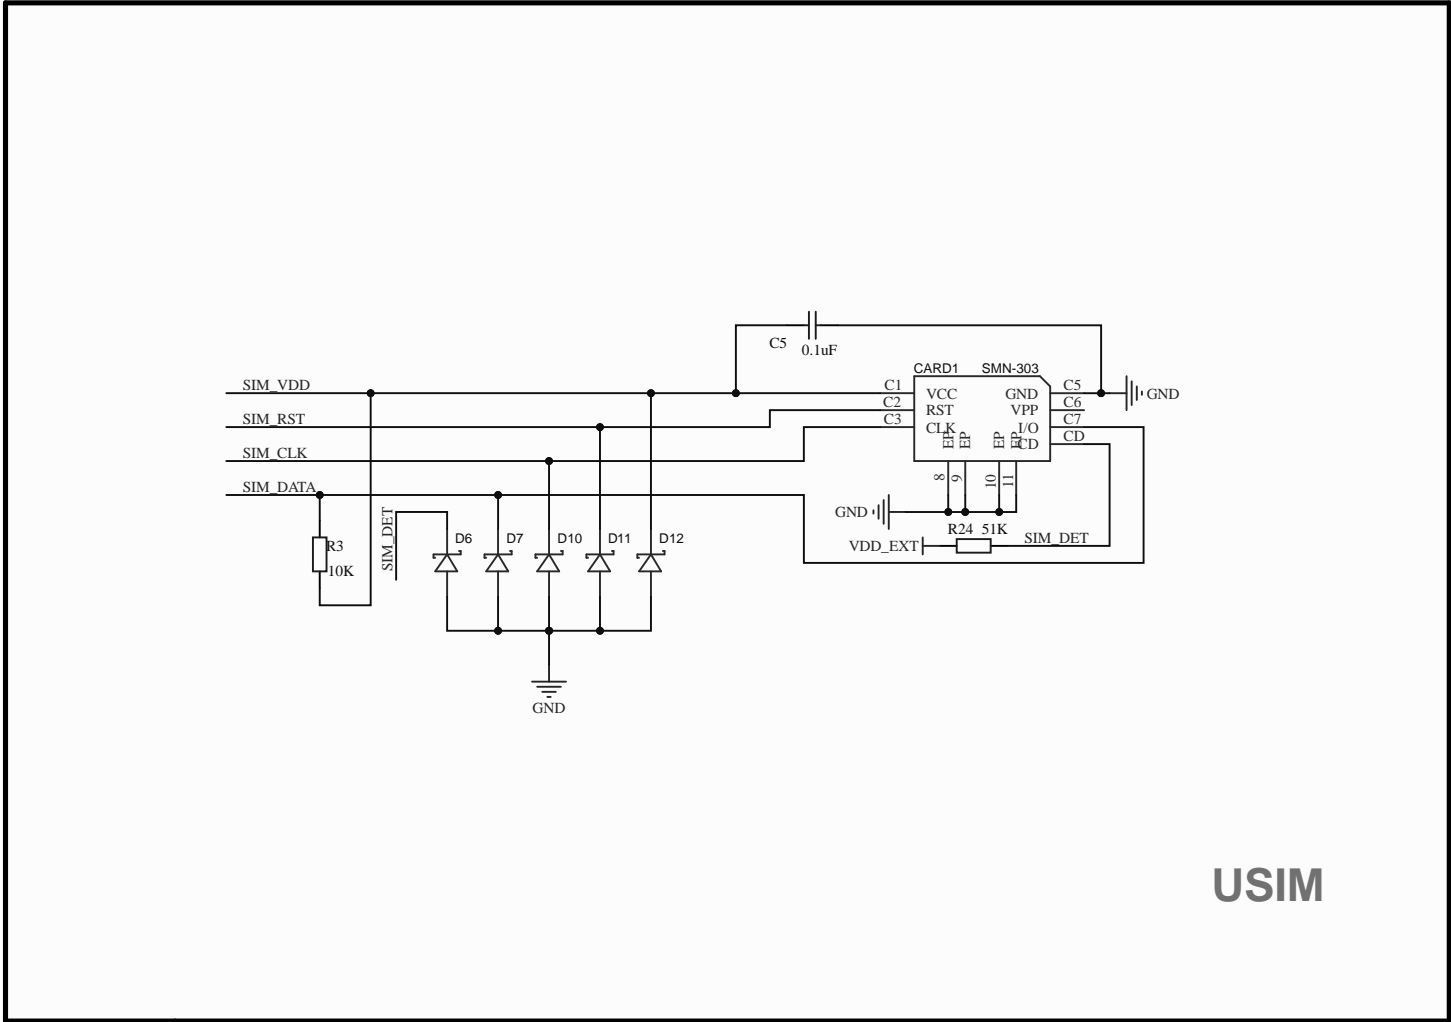 C5
0.1uF
CARD1 SMN-303
SIM_VDD
C1 VCC GND C5
GND
C2 RST VPP C6
SIM_RST
C3 CLK I/O C7
EP EP EP EP
CD CD
SIM_CLK
8 9 10 11
SIM_DATA
GND
SIM_DET
R24 51K
VDD_EXT
SIM_DET
D6 D7 D10 D11 D12
R3
10K
GND
USIM